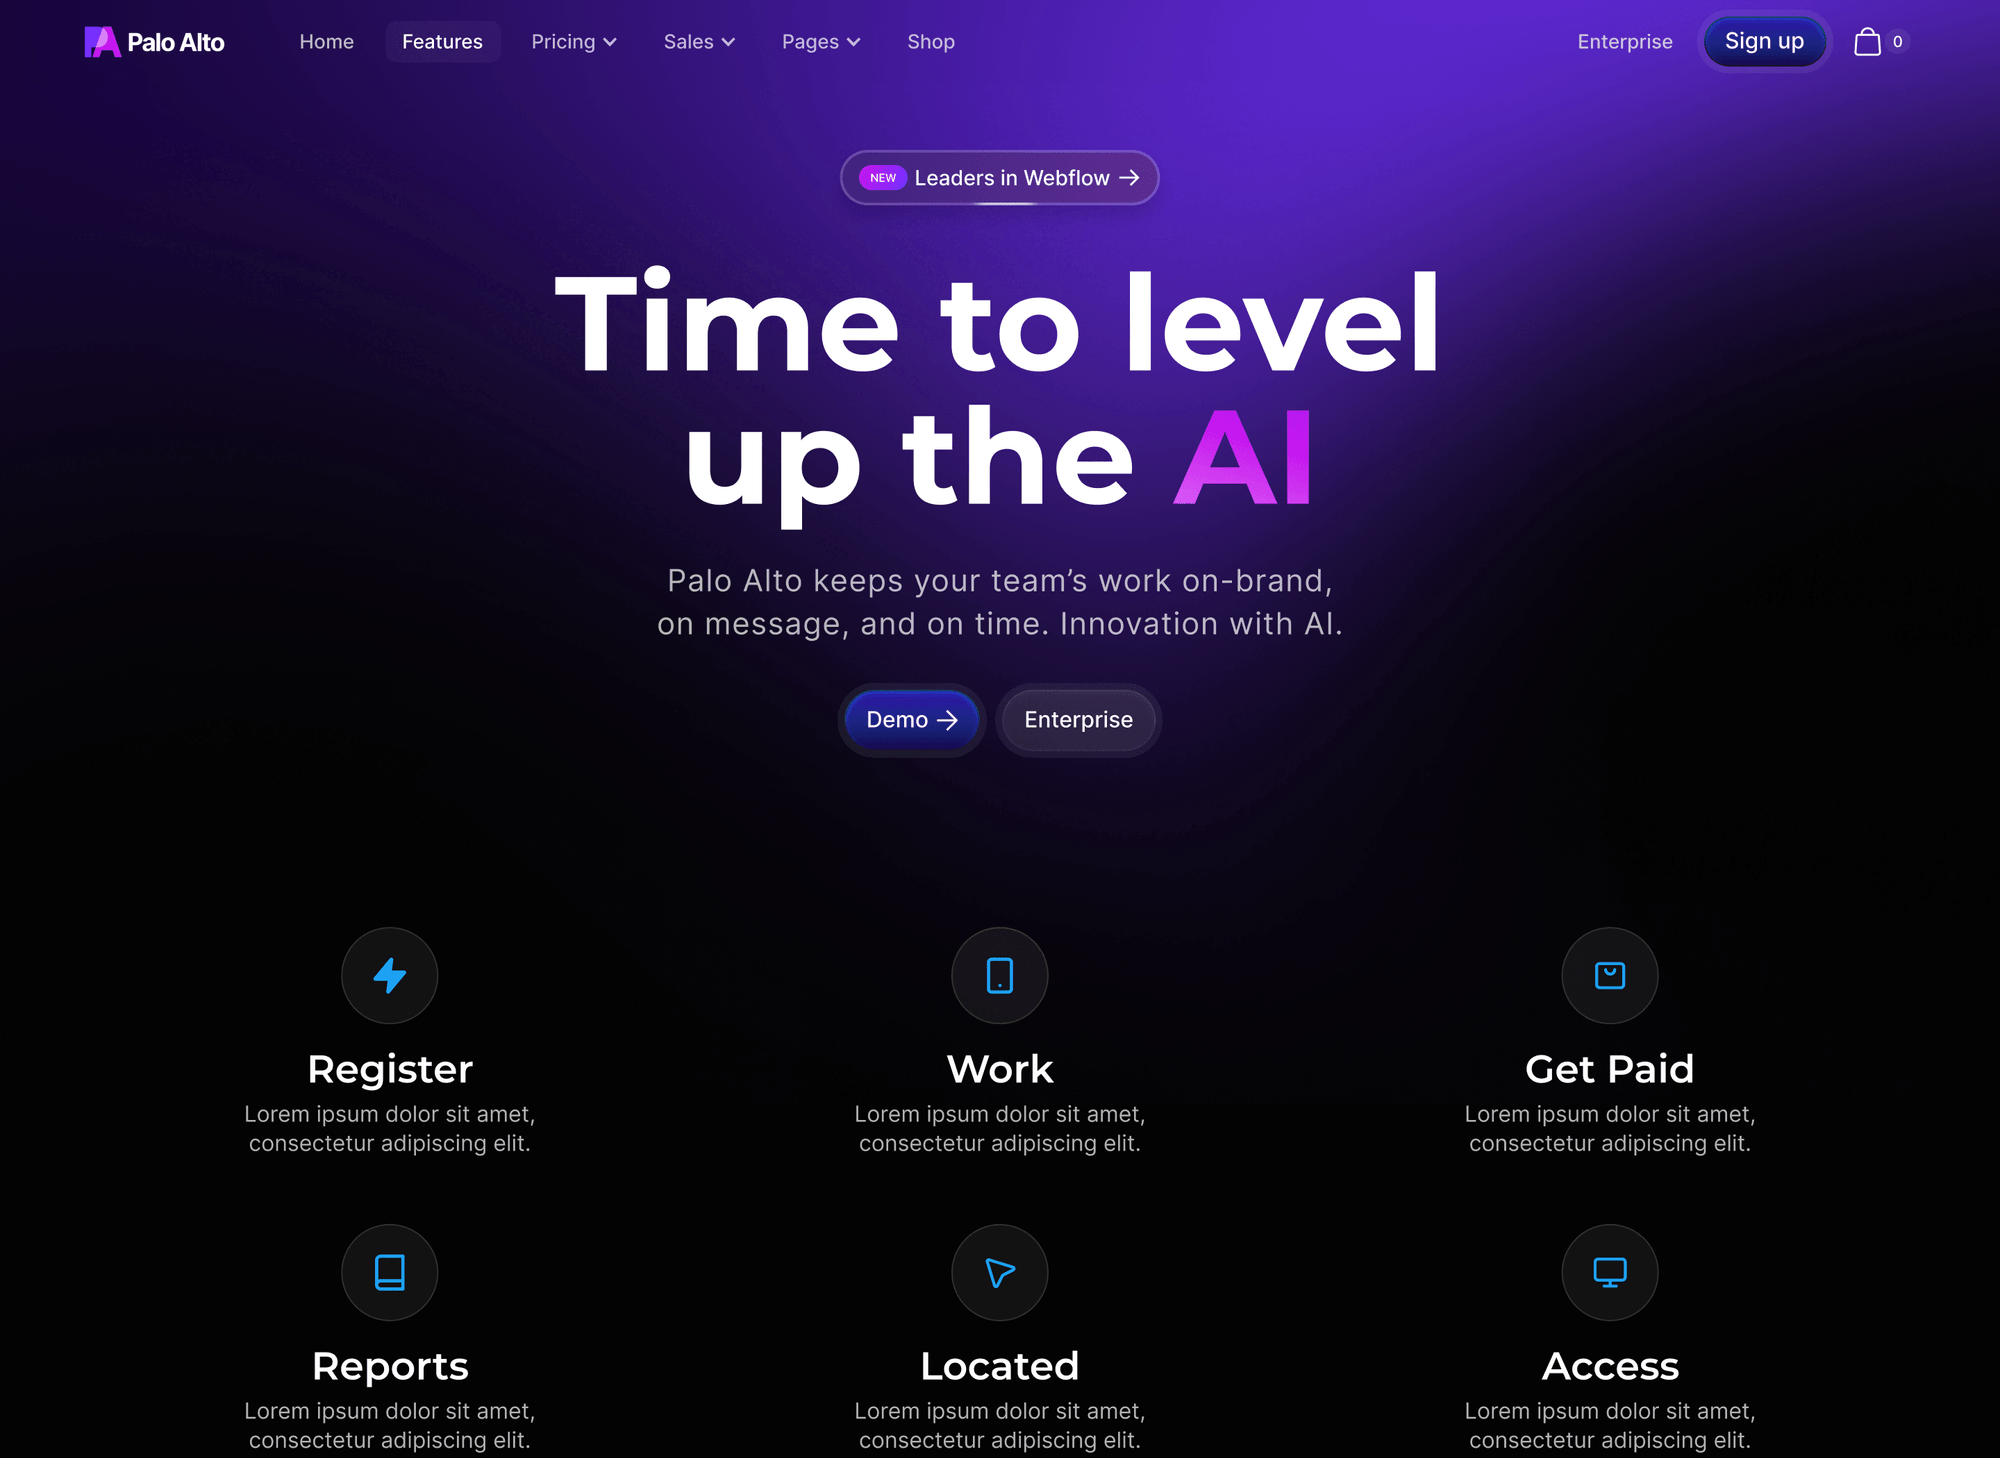 Palo Alto
Home
Features
Pricing
Sales
Pages
Shop
Enterprise
Sign up
0
NEW Leaders in Webflow →
Time to level
up the AI
Palo Alto keeps your team’s work on-brand,
on message, and on time. Innovation with AI.
Demo →
Enterprise
Register
Lorem ipsum dolor sit amet,
consectetur adipiscing elit.
Work
Lorem ipsum dolor sit amet,
consectetur adipiscing elit.
Get Paid
Lorem ipsum dolor sit amet,
consectetur adipiscing elit.
Reports
Lorem ipsum dolor sit amet,
consectetur adipiscing elit.
Located
Lorem ipsum dolor sit amet,
consectetur adipiscing elit.
Access
Lorem ipsum dolor sit amet,
consectetur adipiscing elit.